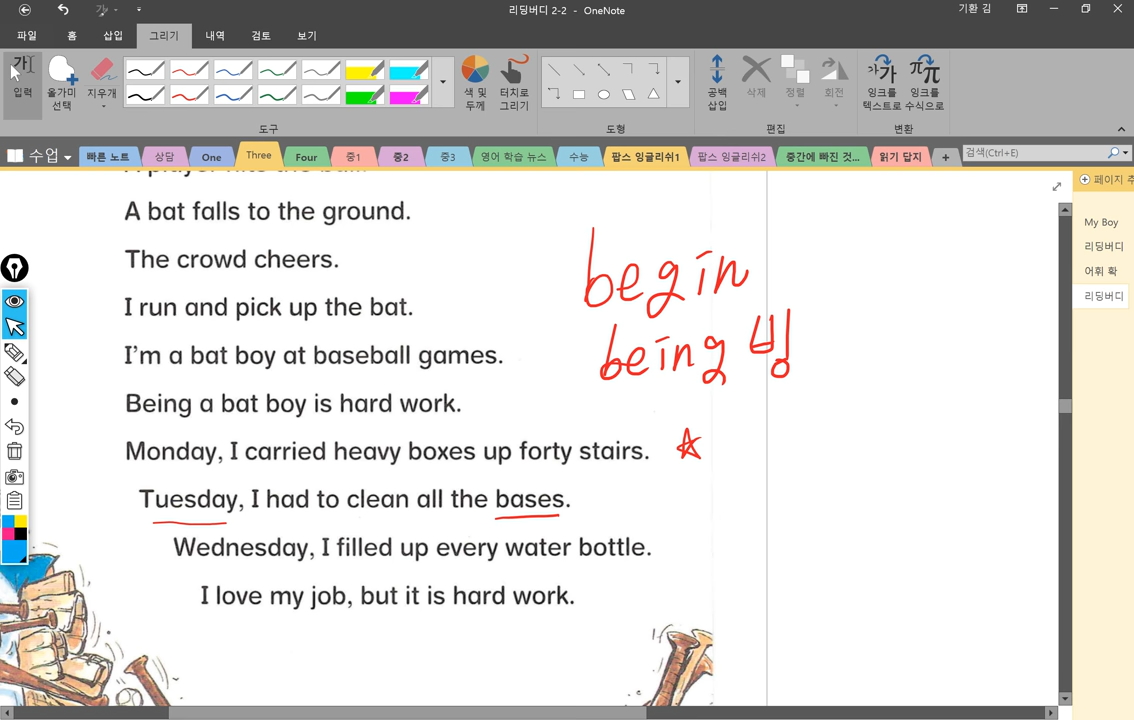 리딩버디 2-2 - OneNote
기환 김
파일 홈 삽입 그리기 내역 검토 보기
입력
올가미 선택
지우개
색 및 두께
터치로 그리기
공백 삽입
삭제
정렬
회전
잉크를 텍스트로
잉크를 수식으로
도구
도형
편집
변환
수업
빠른 노트 상담 One Three Four 중1 중2 중3 영어 학습 뉴스 수능 팝스 잉글리쉬1 팝스 잉글리쉬2 중간에 빠진 것... 읽기 답지 +
검색(Ctrl+E)
페이지 추
My Boy
리딩버디
어휘 확
리딩버디
A bat falls to the ground.
The crowd cheers.
I run and pick up the bat.
I'm a bat boy at baseball games.
Being a bat boy is hard work.
Monday, I carried heavy boxes up forty stairs.
Tuesday, I had to clean all the bases.
Wednesday, I filled up every water bottle.
I love my job, but it is hard work.
begin
being 빙